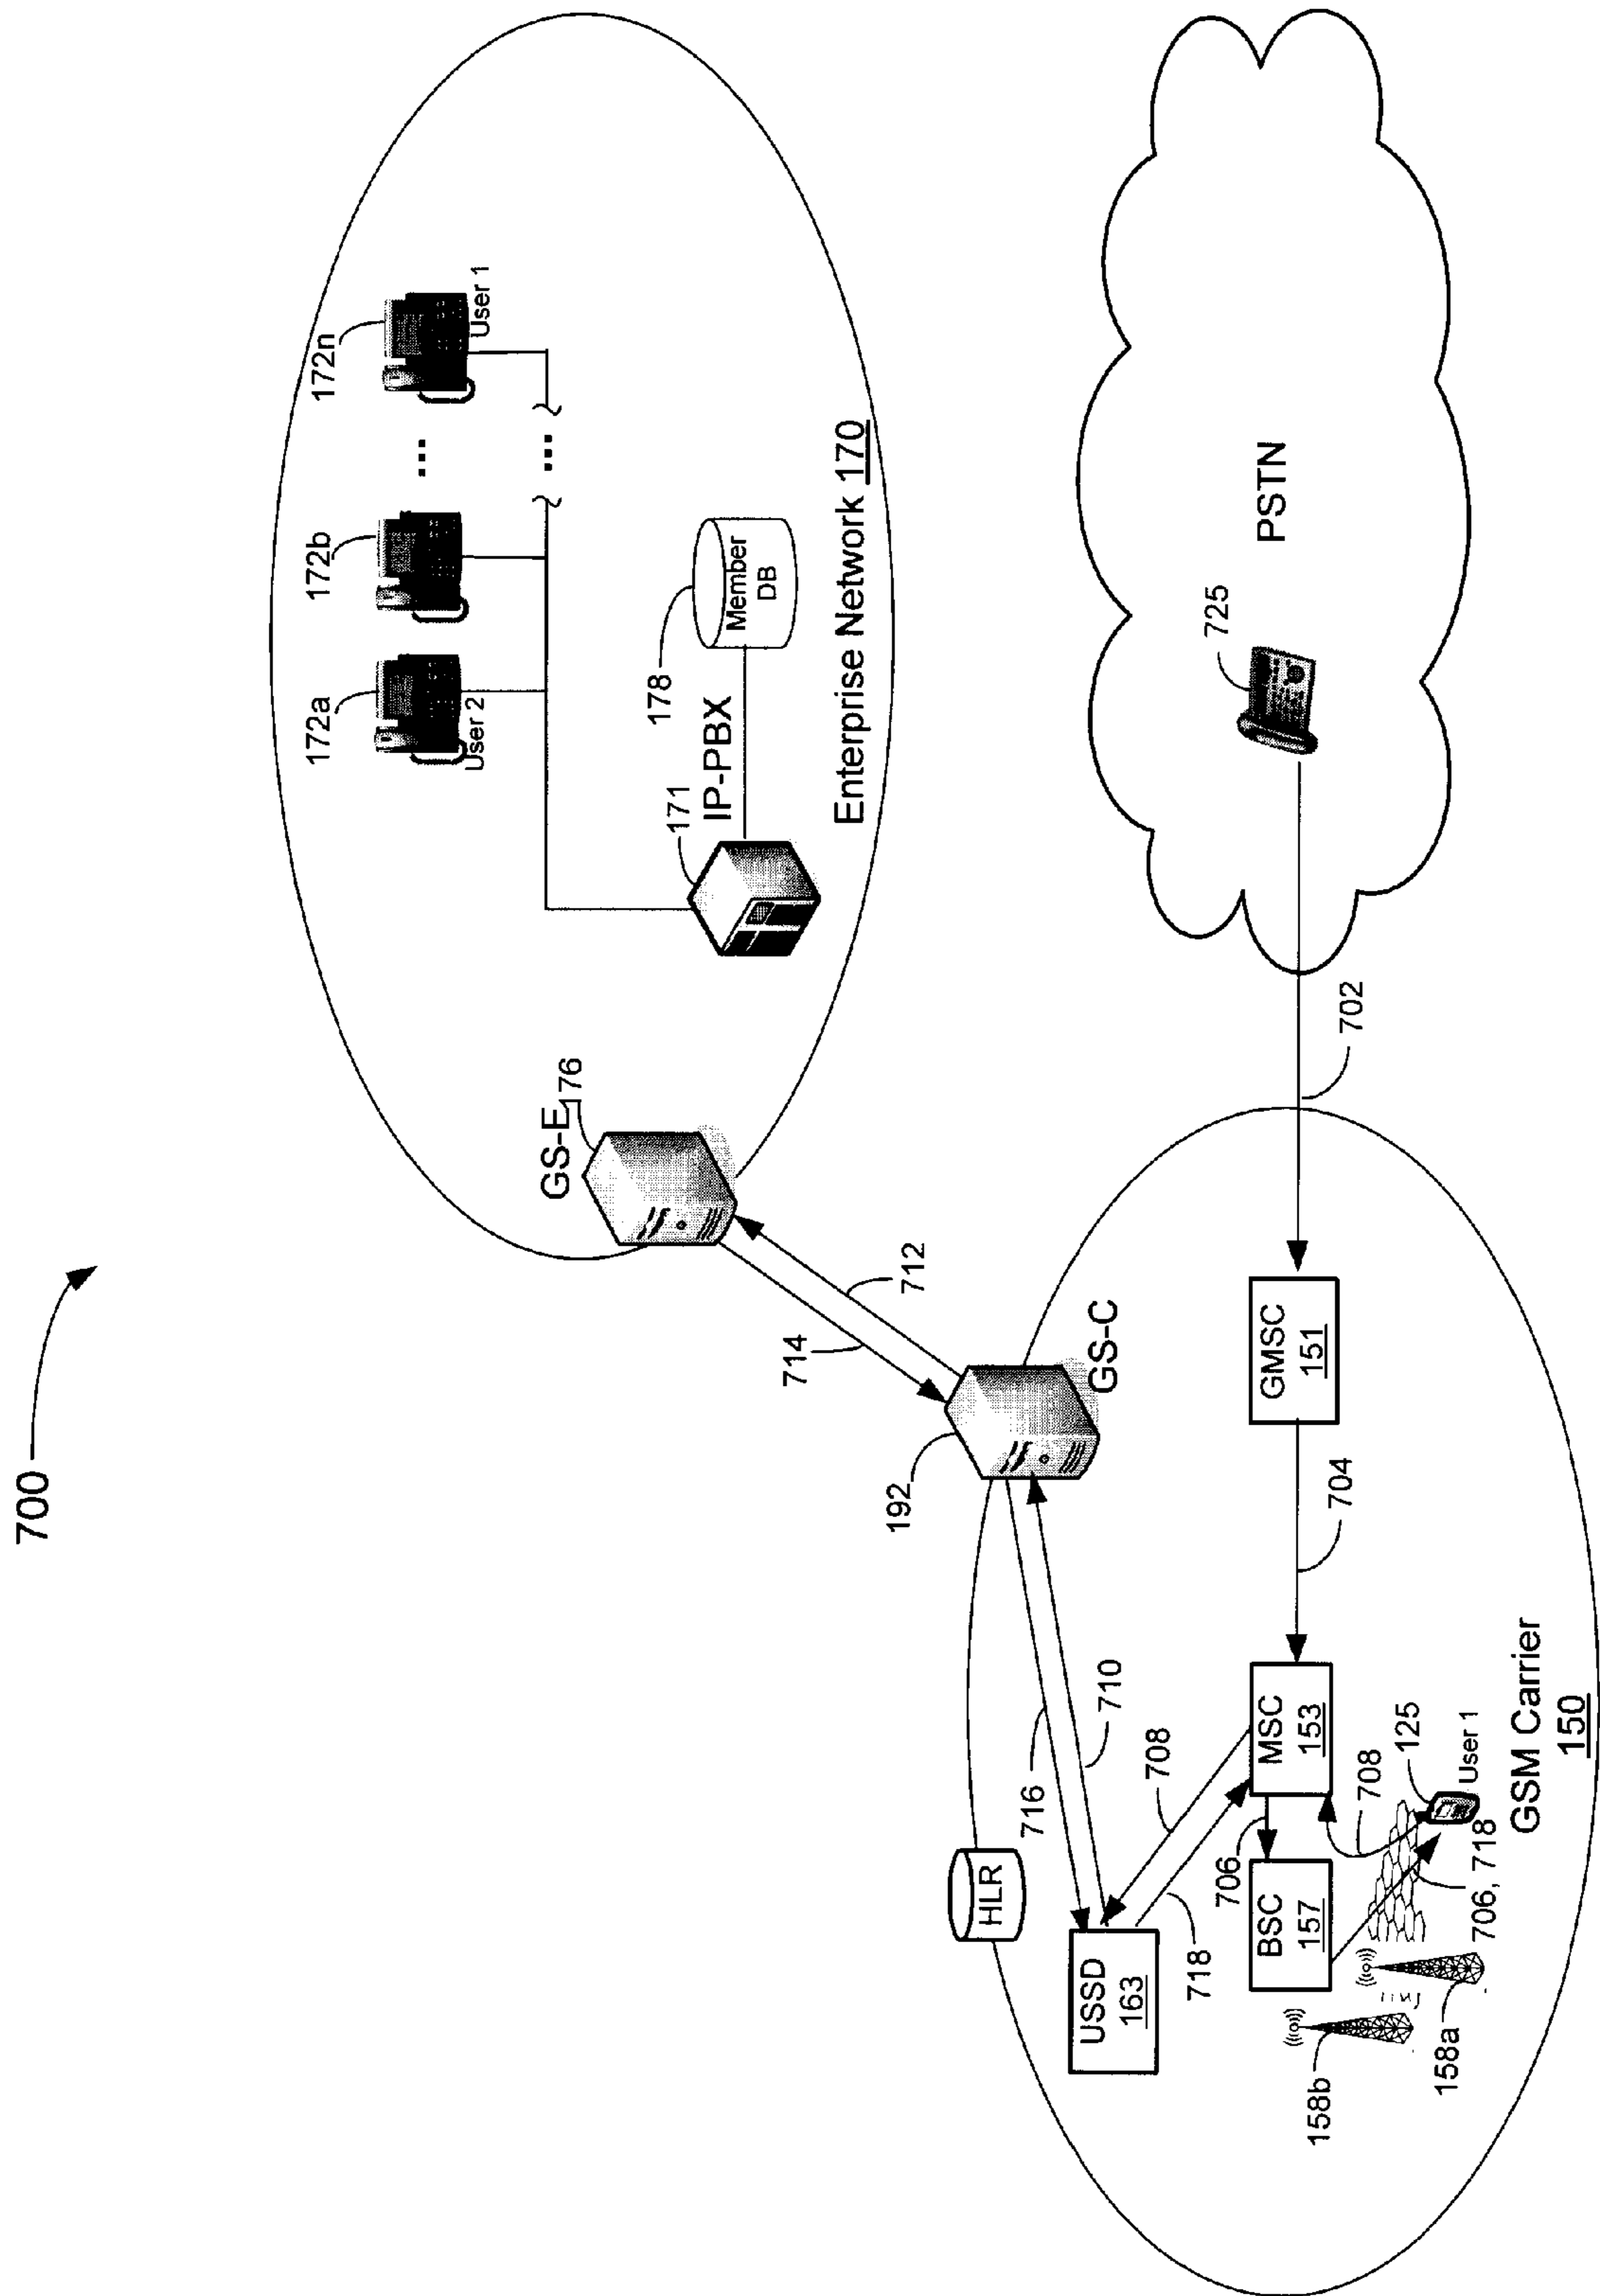 700
172a
172b
172n
User 2
User 1
...
...
178
Member
DB
171
IP-PBX
Enterprise Network 170
GS-E
176
714
712
192
GS-C
HLR
716
710
USSD
163
718
708
706
BSC
157
MSC
153
704
GMSC
151
702
725
PSTN
158b
158a
706, 718
708
125
User 1
GSM Carrier
150